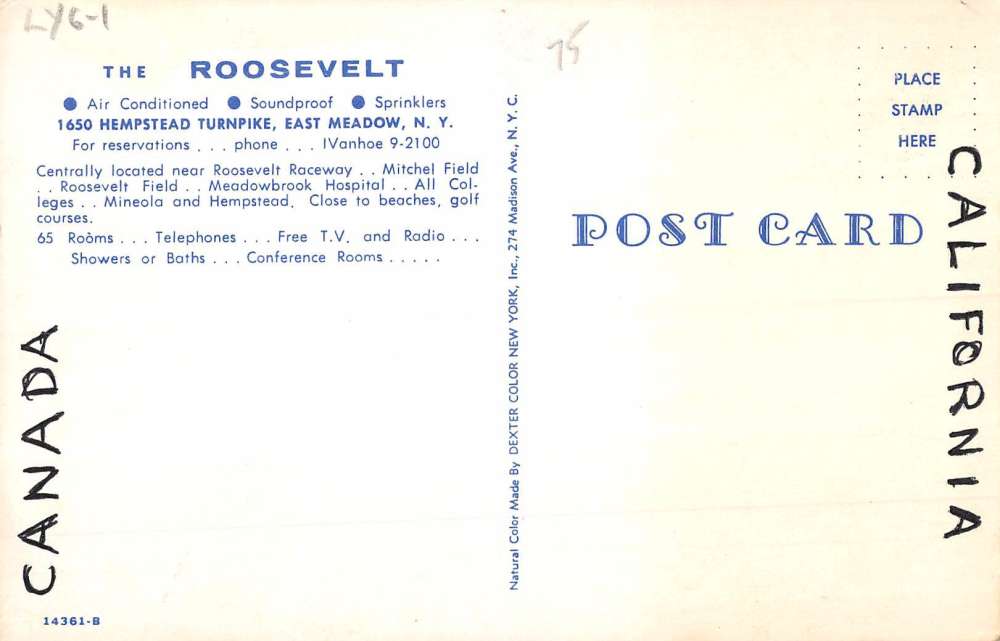 LY6-1
75
THE ROOSEVELT
● Air Conditioned ● Soundproof ● Sprinklers
1650 HEMPSTEAD TURNPIKE, EAST MEADOW, N. Y.
For reservations . . . phone . . . IVanhoe 9-2100
Centrally located near Roosevelt Raceway . . Mitchel Field
. . Roosevelt Field . . Meadowbrook Hospital . . All Col-
leges . . Mineola and Hempstead. Close to beaches, golf
courses.
65 Rooms . . . Telephones . . . Free T.V. and Radio . . .
Showers or Baths . . . Conference Rooms . . . . .
CANADA
14361-B
Natural Color Made By DEXTER COLOR NEW YORK, Inc., 274 Madison Ave., N. Y. C.
PLACE
STAMP
HERE
POST CARD
CALIFORNIA